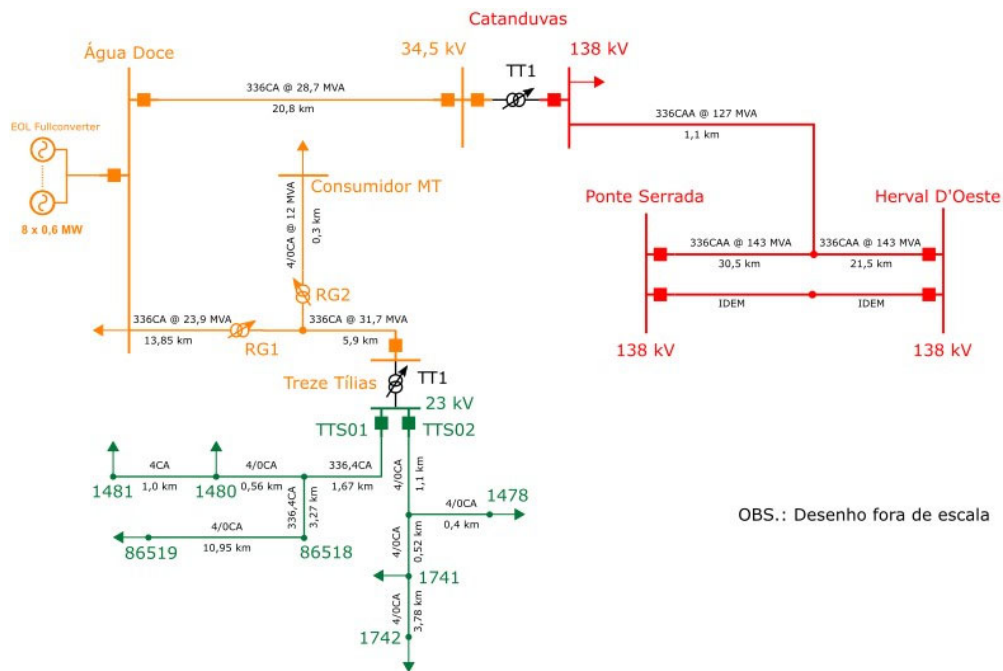 Catanduvas
34,5 kV
138 kV
TT1
Água Doce
336CA @ 28,7 MVA
20,8 km
336CAA @ 127 MVA
1,1 km
EOL Fullconverter
8 x 0,6 MW
Consumidor MT
4/0CA @ 12 MVA
0,3 km
Ponte Serrada
Herval D'Oeste
336CAA @ 143 MVA
30,5 km
336CAA @ 143 MVA
21,5 km
IDEM
IDEM
138 kV
138 kV
RG2
336CA @ 23,9 MVA
13,85 km
RG1
336CA @ 31,7 MVA
5,9 km
Treze Tílias
TT1
23 kV
TTS01
TTS02
4CA
1,0 km
4/0CA
0,56 km
336,4CA
1,67 km
1481
1480
336,4CA
3,27 km
4/0CA
10,95 km
86519
86518
4/0CA
1,1 km
4/0CA
0,4 km
1478
4/0CA
0,52 km
1741
4/0CA
3,78 km
1742
OBS.: Desenho fora de escala